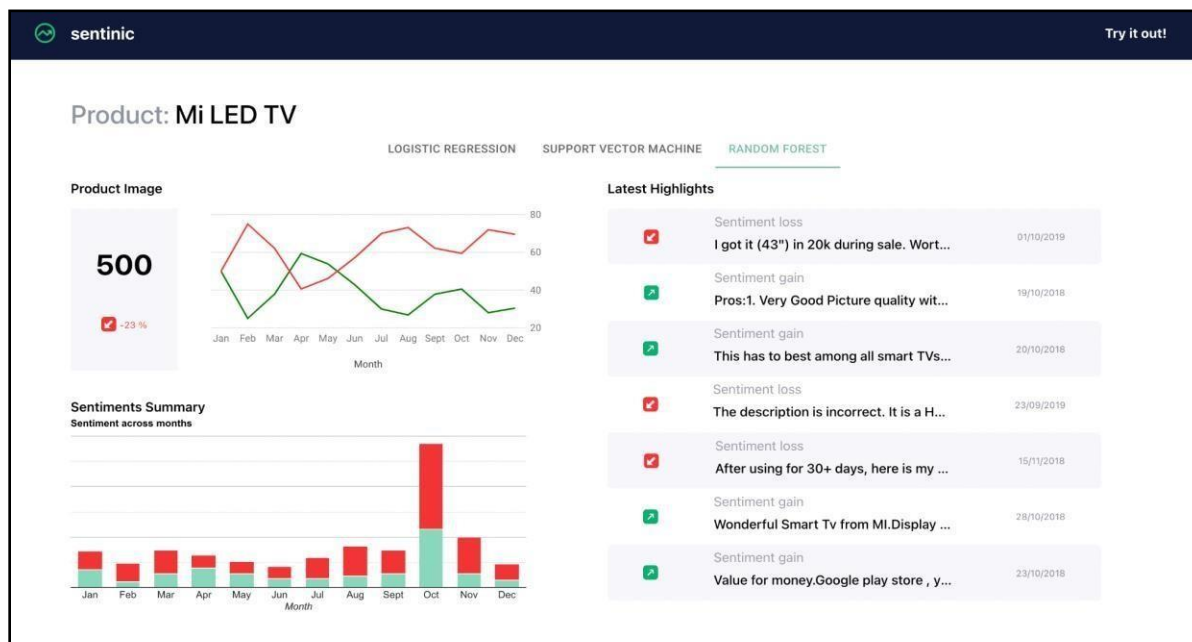 sentinic
Try it out!
Product: Mi LED TV
LOGISTIC REGRESSION SUPPORT VECTOR MACHINE RANDOM FOREST
Product Image
500
-23 %
80
60
40
20
Jan Feb Mar Apr May Jun Jul Aug Sept Oct Nov Dec
Month
Sentiments Summary
Sentiment across months
Jan Feb Mar Apr May Jun Jul Aug Sept Oct Nov Dec
Month
Latest Highlights
Sentiment loss
I got it (43") in 20k during sale. Wort...
01/10/2019
Sentiment gain
Pros:1. Very Good Picture quality wit...
19/10/2018
Sentiment gain
This has to best among all smart TVs...
20/10/2018
Sentiment loss
The description is incorrect. It is a H...
23/09/2019
Sentiment loss
After using for 30+ days, here is my ...
15/11/2018
Sentiment gain
Wonderful Smart Tv from MI.Display ...
28/10/2018
Sentiment gain
Value for money.Google play store , y...
23/10/2018